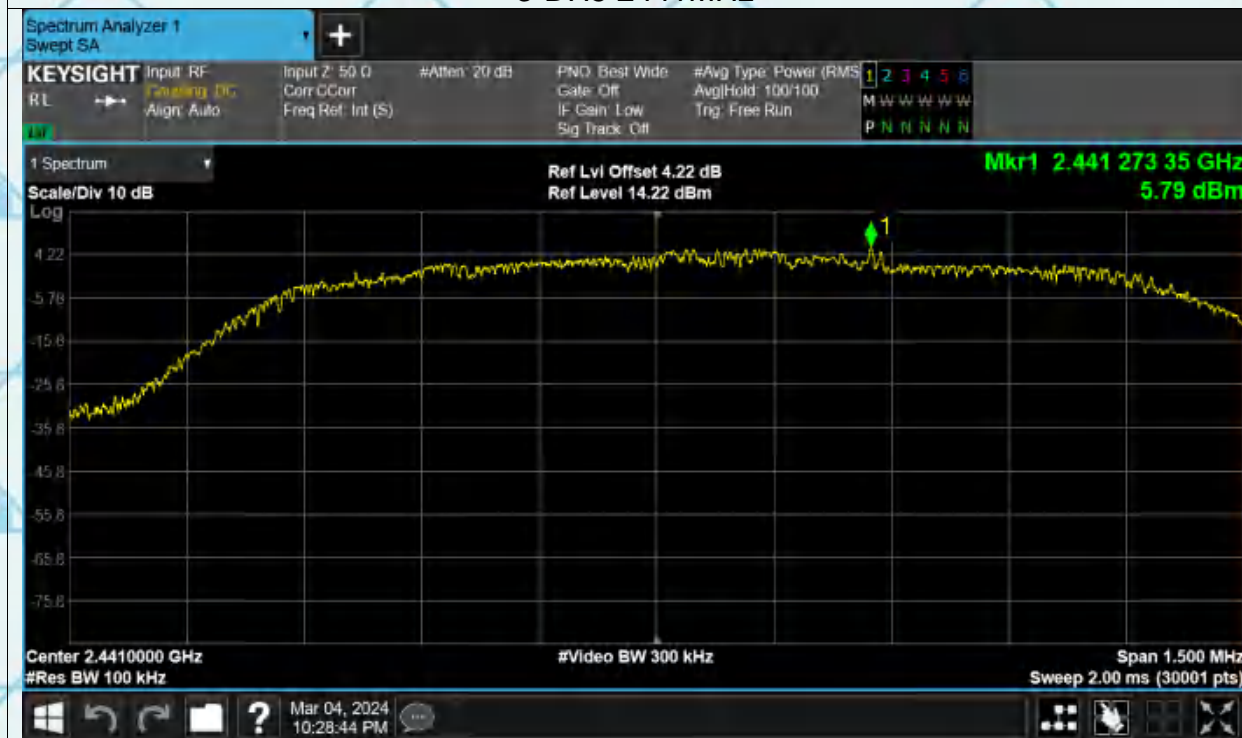 Spectrum Analyzer 1
Swept SA
+
KEYSIGHT
RL
Input: RF
Coupling: DC
Align: Auto
Input Z: 50 Ω
Corr CCorr
Freq Ref: Int (S)
#Atten: 20 dB
PNO: Best Wide
Gate: Off
IF Gain: Low
Sig Track: Off
#Avg Type: Power (RMS
Avg|Hold: 100/100
Trig: Free Run
1 2 3 4 5 6
M W W W W W
P N N N N N
1 Spectrum
Scale/Div 10 dB
Log
Ref Lvl Offset 4.22 dB
Ref Level 14.22 dBm
Mkr1 2.441 273 35 GHz
5.79 dBm
1
4.22
-5.78
-15.8
-25.8
-35.8
-45.8
-55.8
-65.8
-75.8
Center 2.4410000 GHz
#Res BW 100 kHz
#Video BW 300 kHz
Span 1.500 MHz
Sweep 2.00 ms (30001 pts)
?
Mar 04, 2024
10:28:44 PM